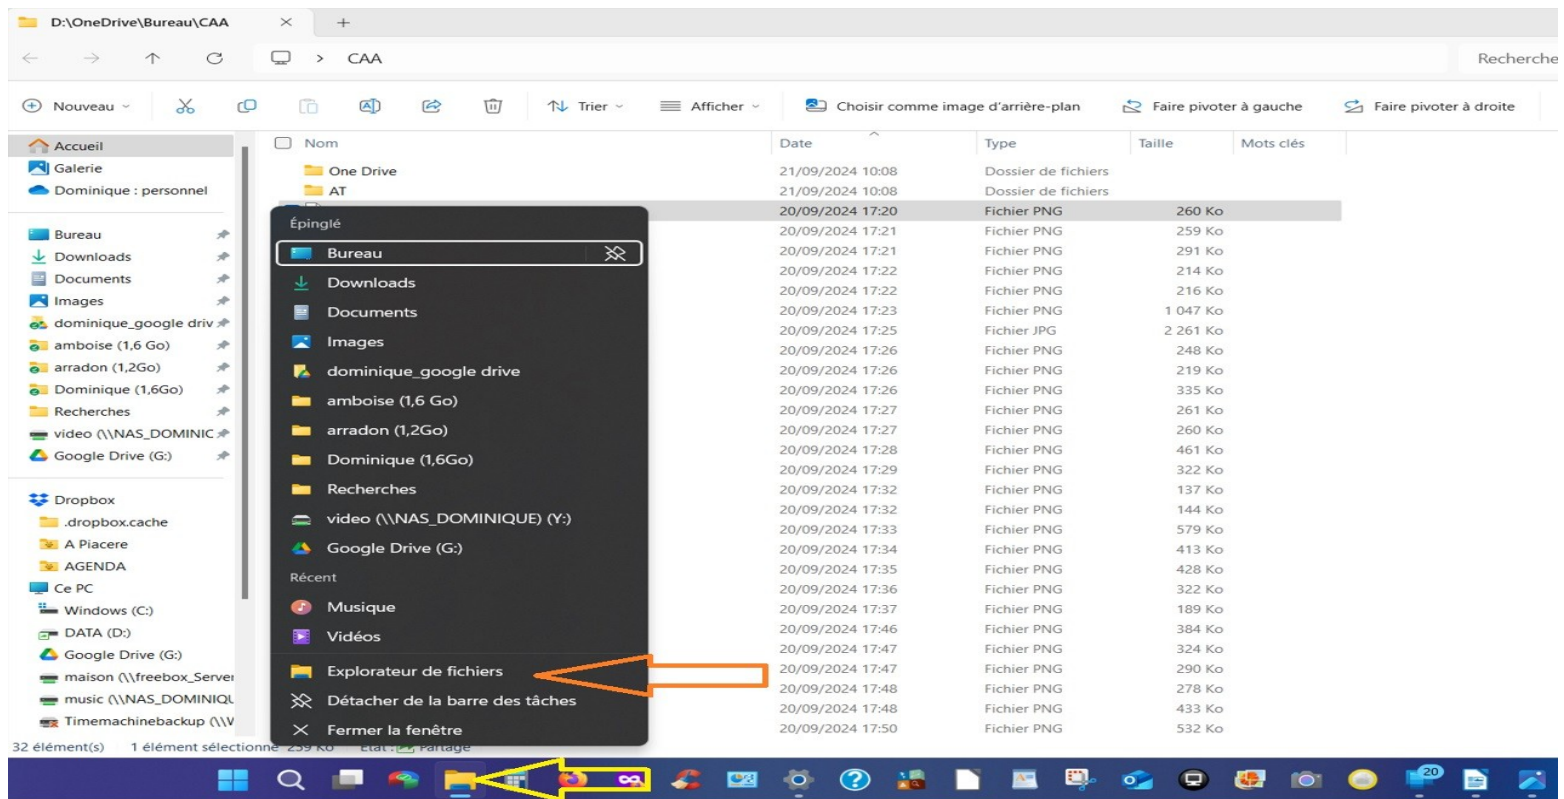 D:\OneDrive\Bureau\CAA
CAA
Recherche
Nouveau
Trier
Afficher
Choisir comme image d'arrière-plan
Faire pivoter à gauche
Faire pivoter à droite
Accueil
Galerie
Dominique : personnel
Bureau
Downloads
Documents
Images
dominique_google driv
amboise (1,6 Go)
arradon (1,2Go)
Dominique (1,6Go)
Recherches
video (\\NAS_DOMINIC
Google Drive (G:)
Dropbox
.dropbox.cache
A Piacere
AGENDA
Ce PC
Windows (C:)
DATA (D:)
Google Drive (G:)
maison (\\freebox_Server
music (\\NAS_DOMINIQU
Timemachinebackup (\\V
Nom Date Type Taille Mots clés
One Drive 21/09/2024 10:08 Dossier de fichiers
AT 21/09/2024 10:08 Dossier de fichiers
20/09/2024 17:20 Fichier PNG 260 Ko
20/09/2024 17:21 Fichier PNG 259 Ko
20/09/2024 17:21 Fichier PNG 291 Ko
20/09/2024 17:22 Fichier PNG 214 Ko
20/09/2024 17:22 Fichier PNG 216 Ko
20/09/2024 17:23 Fichier PNG 1 047 Ko
20/09/2024 17:25 Fichier JPG 2 261 Ko
20/09/2024 17:26 Fichier PNG 248 Ko
20/09/2024 17:26 Fichier PNG 219 Ko
20/09/2024 17:26 Fichier PNG 335 Ko
20/09/2024 17:27 Fichier PNG 261 Ko
20/09/2024 17:27 Fichier PNG 260 Ko
20/09/2024 17:28 Fichier PNG 461 Ko
20/09/2024 17:29 Fichier PNG 322 Ko
20/09/2024 17:32 Fichier PNG 137 Ko
20/09/2024 17:32 Fichier PNG 144 Ko
20/09/2024 17:33 Fichier PNG 579 Ko
20/09/2024 17:34 Fichier PNG 413 Ko
20/09/2024 17:35 Fichier PNG 428 Ko
20/09/2024 17:36 Fichier PNG 322 Ko
20/09/2024 17:37 Fichier PNG 189 Ko
20/09/2024 17:46 Fichier PNG 384 Ko
20/09/2024 17:47 Fichier PNG 324 Ko
20/09/2024 17:47 Fichier PNG 290 Ko
20/09/2024 17:48 Fichier PNG 278 Ko
20/09/2024 17:48 Fichier PNG 433 Ko
20/09/2024 17:50 Fichier PNG 532 Ko
Épinglé
Bureau
Downloads
Documents
Images
dominique_google drive
amboise (1,6 Go)
arradon (1,2Go)
Dominique (1,6Go)
Recherches
video (\\NAS_DOMINIQUE) (Y:)
Google Drive (G:)
Récent
Musique
Vidéos
Explorateur de fichiers
Détacher de la barre des tâches
Fermer la fenêtre
32 élément(s) 1 élément sélectionné 259 Ko État : Partagé
20